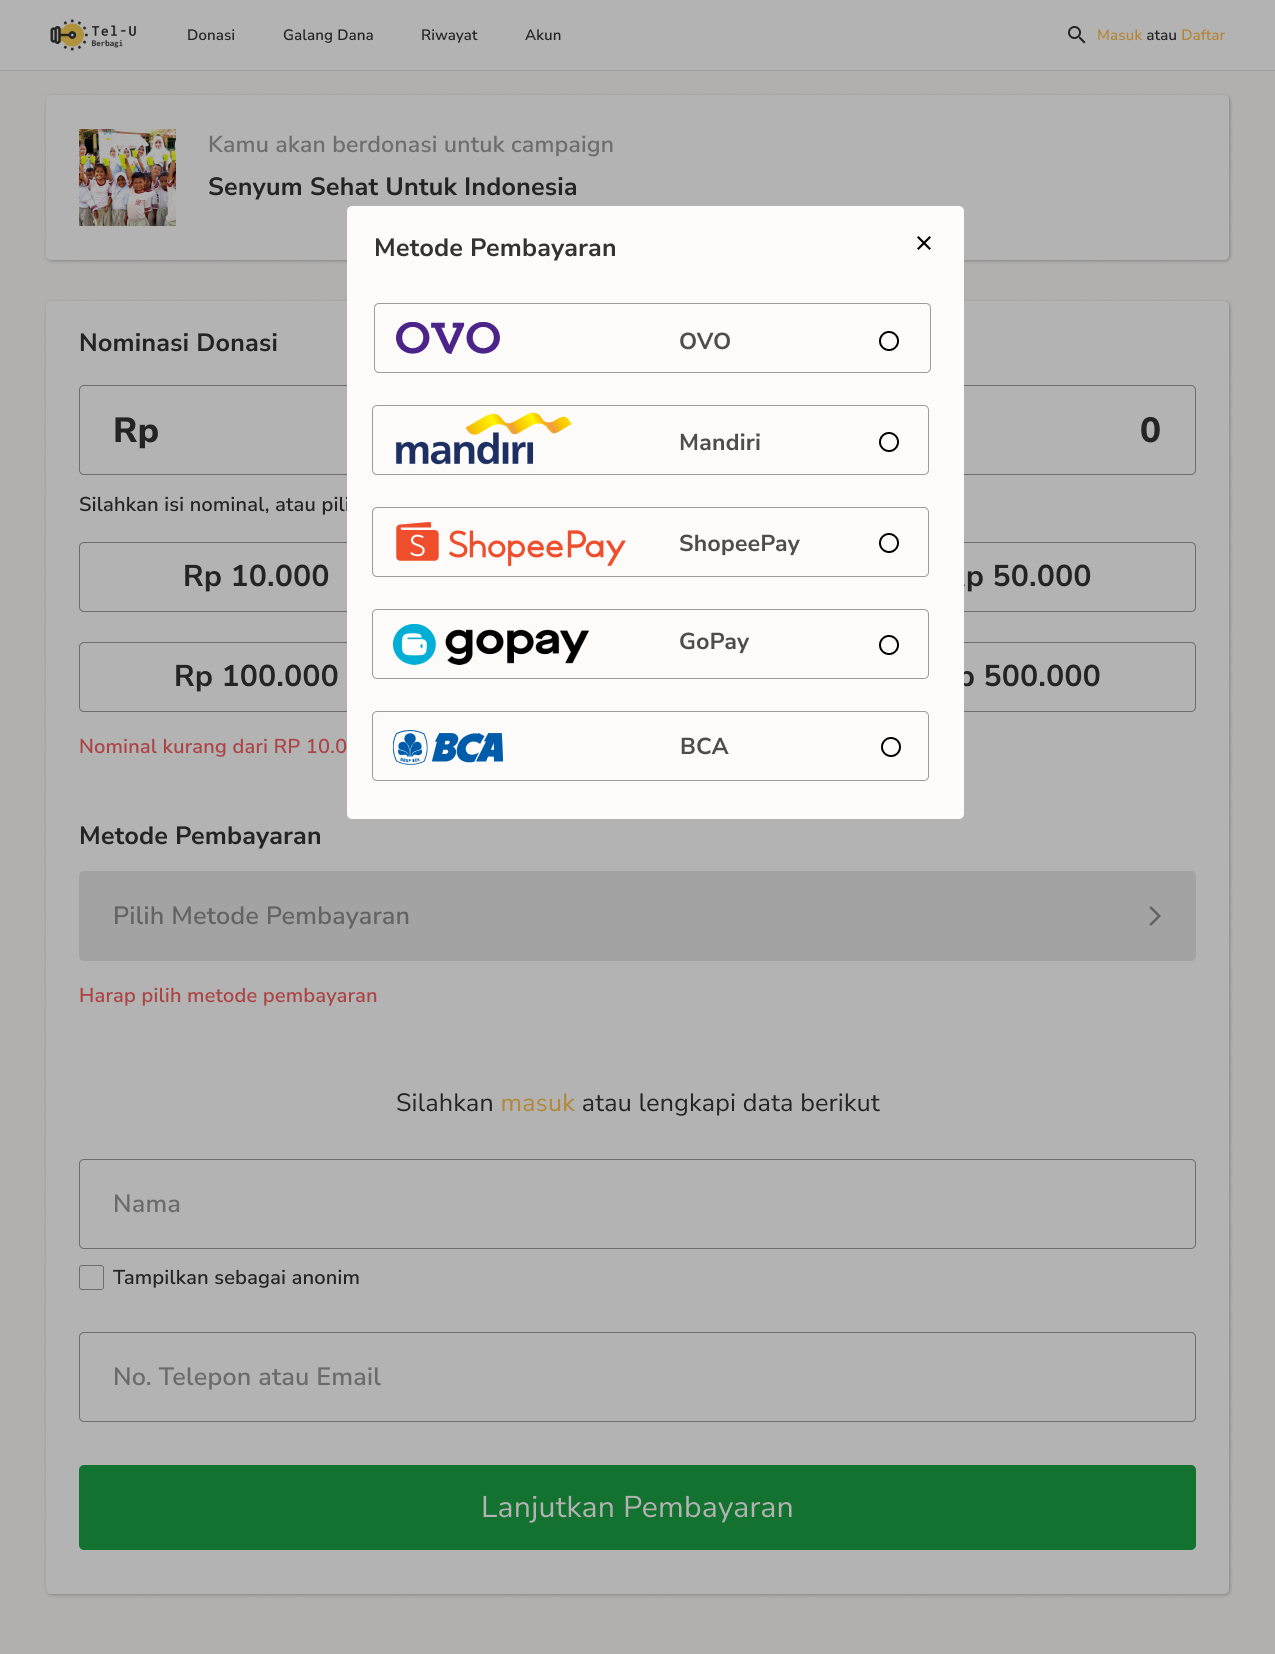 Tel-U
Berbagi
Donasi
Galang Dana
Riwayat
Akun
Masuk atau Daftar
Kamu akan berdonasi untuk campaign
Senyum Sehat Untuk Indonesia
Metode Pembayaran
OVO OVO
mandiri Mandiri
S ShopeePay ShopeePay
gopay GoPay
BCA BCA
Nominasi Donasi
Rp 0
Silahkan isi nominal, atau pili
Rp 10.000
p 50.000
Rp 100.000
500.000
Nominal kurang dari RP 10.0
Metode Pembayaran
Pilih Metode Pembayaran
Harap pilih metode pembayaran
Silahkan masuk atau lengkapi data berikut
Nama
Tampilkan sebagai anonim
No. Telepon atau Email
Lanjutkan Pembayaran